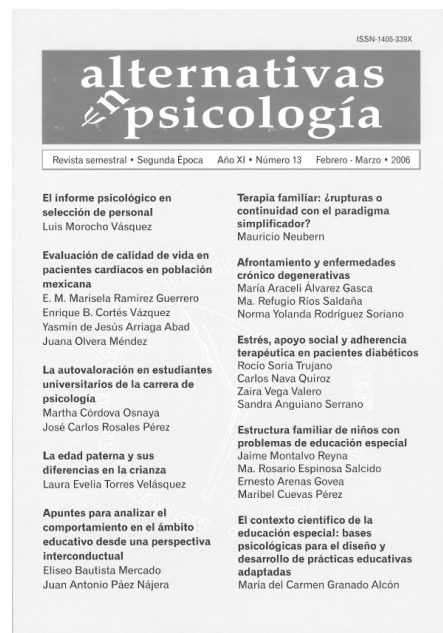 ISSN-1405-339X
alternativas
en psicología
Revista semestral • Segunda Época Año XI • Número 13 Febrero - Marzo • 2006
El informe psicológico en
selección de personal
Luis Morocho Vásquez
Evaluación de calidad de vida en
pacientes cardiacos en población
mexicana
E. M. Marisela Ramírez Guerrero
Enrique B. Cortés Vázquez
Yasmín de Jesús Arriaga Abad
Juana Olvera Méndez
La autovaloración en estudiantes
universitarios de la carrera de
psicología
Martha Córdova Osnaya
José Carlos Rosales Pérez
La edad paterna y sus
diferencias en la crianza
Laura Evelia Torres Velásquez
Apuntes para analizar el
comportamiento en el ámbito
educativo desde una perspectiva
interconductual
Eliseo Bautista Mercado
Juan Antonio Páez Nájera
Terapia familiar: ¿rupturas o
continuidad con el paradigma
simplificador?
Mauricio Neubern
Afrontamiento y enfermedades
crónico degenerativas
María Araceli Álvarez Gasca
Ma. Refugio Ríos Saldaña
Norma Yolanda Rodríguez Soriano
Estrés, apoyo social y adherencia
terapéutica en pacientes diabéticos
Rocío Soria Trujano
Carlos Nava Quiroz
Zaira Vega Valero
Sandra Anguiano Serrano
Estructura familiar de niños con
problemas de educación especial
Jaime Montalvo Reyna
Ma. Rosario Espinosa Salcido
Ernesto Arenas Govea
Maribel Cuevas Pérez
El contexto científico de la
educación especial: bases
psicológicas para el diseño y
desarrollo de prácticas educativas
adaptadas
María del Carmen Granado Alcón